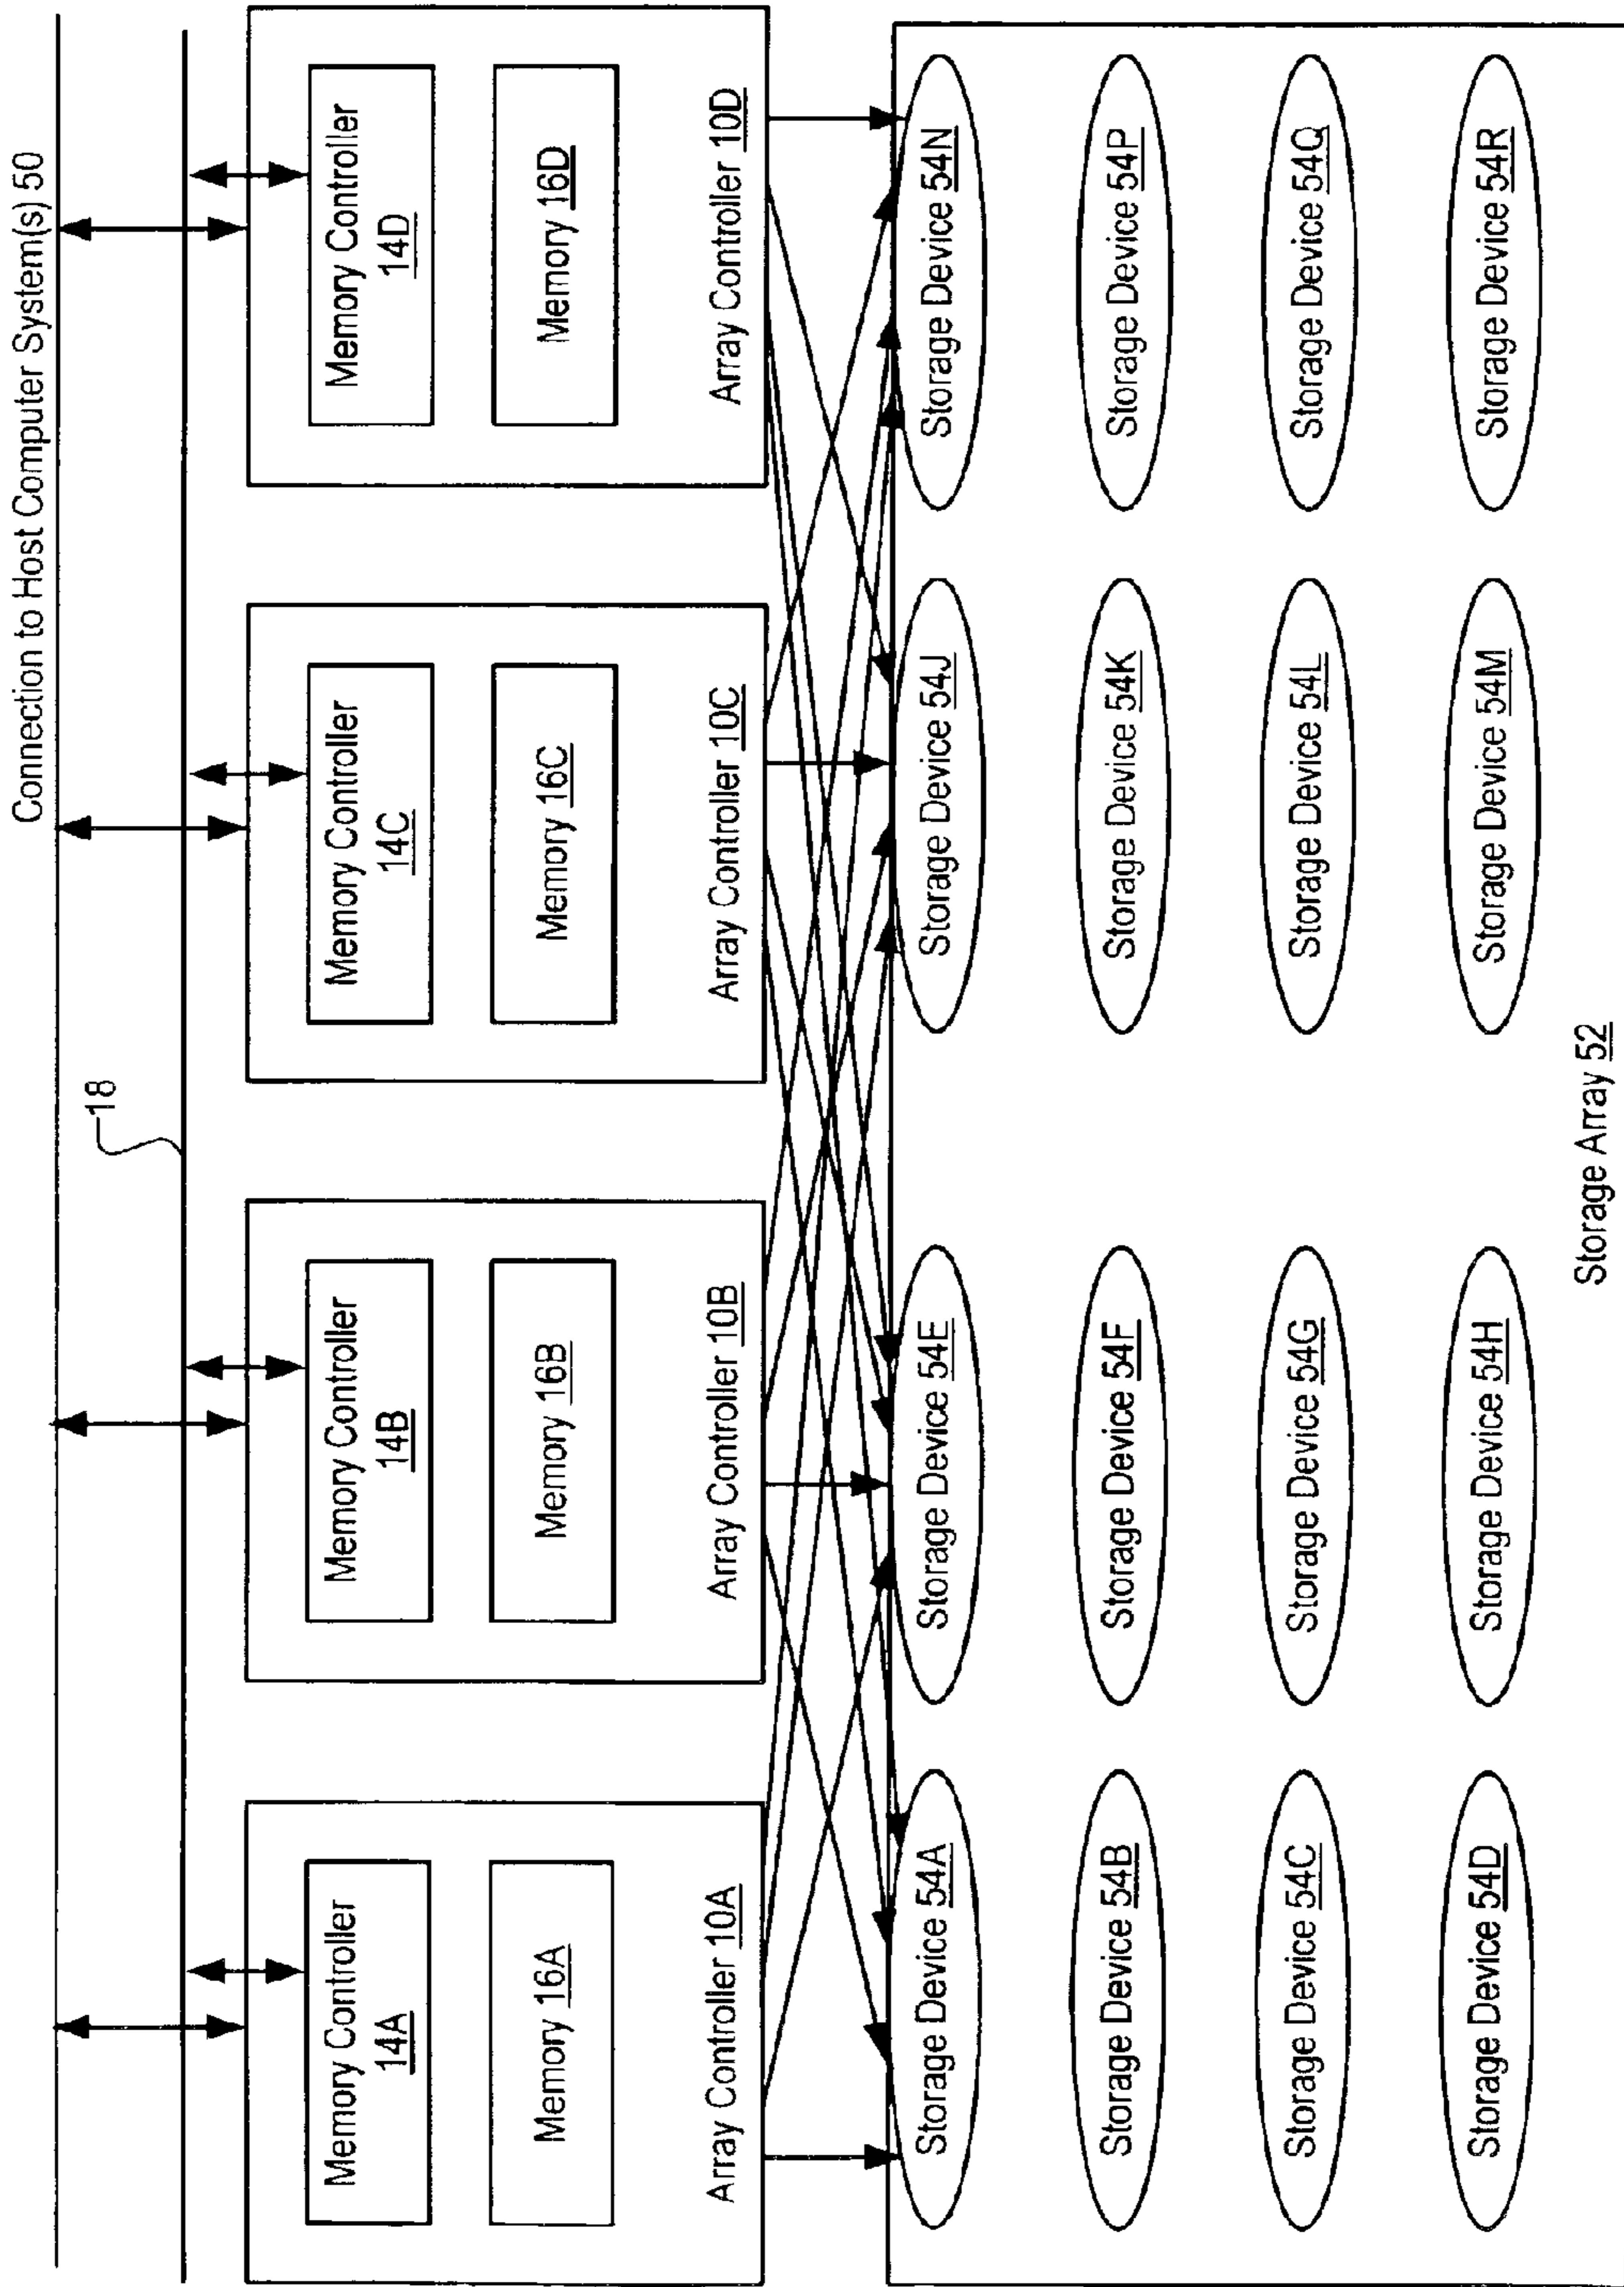 Connection to Host Computer System(s) 50
18
Memory Controller
14A
Memory 16A
Array Controller 10A
Memory Controller
14B
Memory 16B
Array Controller 10B
Memory Controller
14C
Memory 16C
Array Controller 10C
Memory Controller
14D
Memory 16D
Array Controller 10D
Storage Device 54A
Storage Device 54E
Storage Device 54J
Storage Device 54N
Storage Device 54B
Storage Device 54F
Storage Device 54K
Storage Device 54P
Storage Device 54C
Storage Device 54G
Storage Device 54L
Storage Device 54Q
Storage Device 54D
Storage Device 54H
Storage Device 54M
Storage Device 54R
Storage Array 52